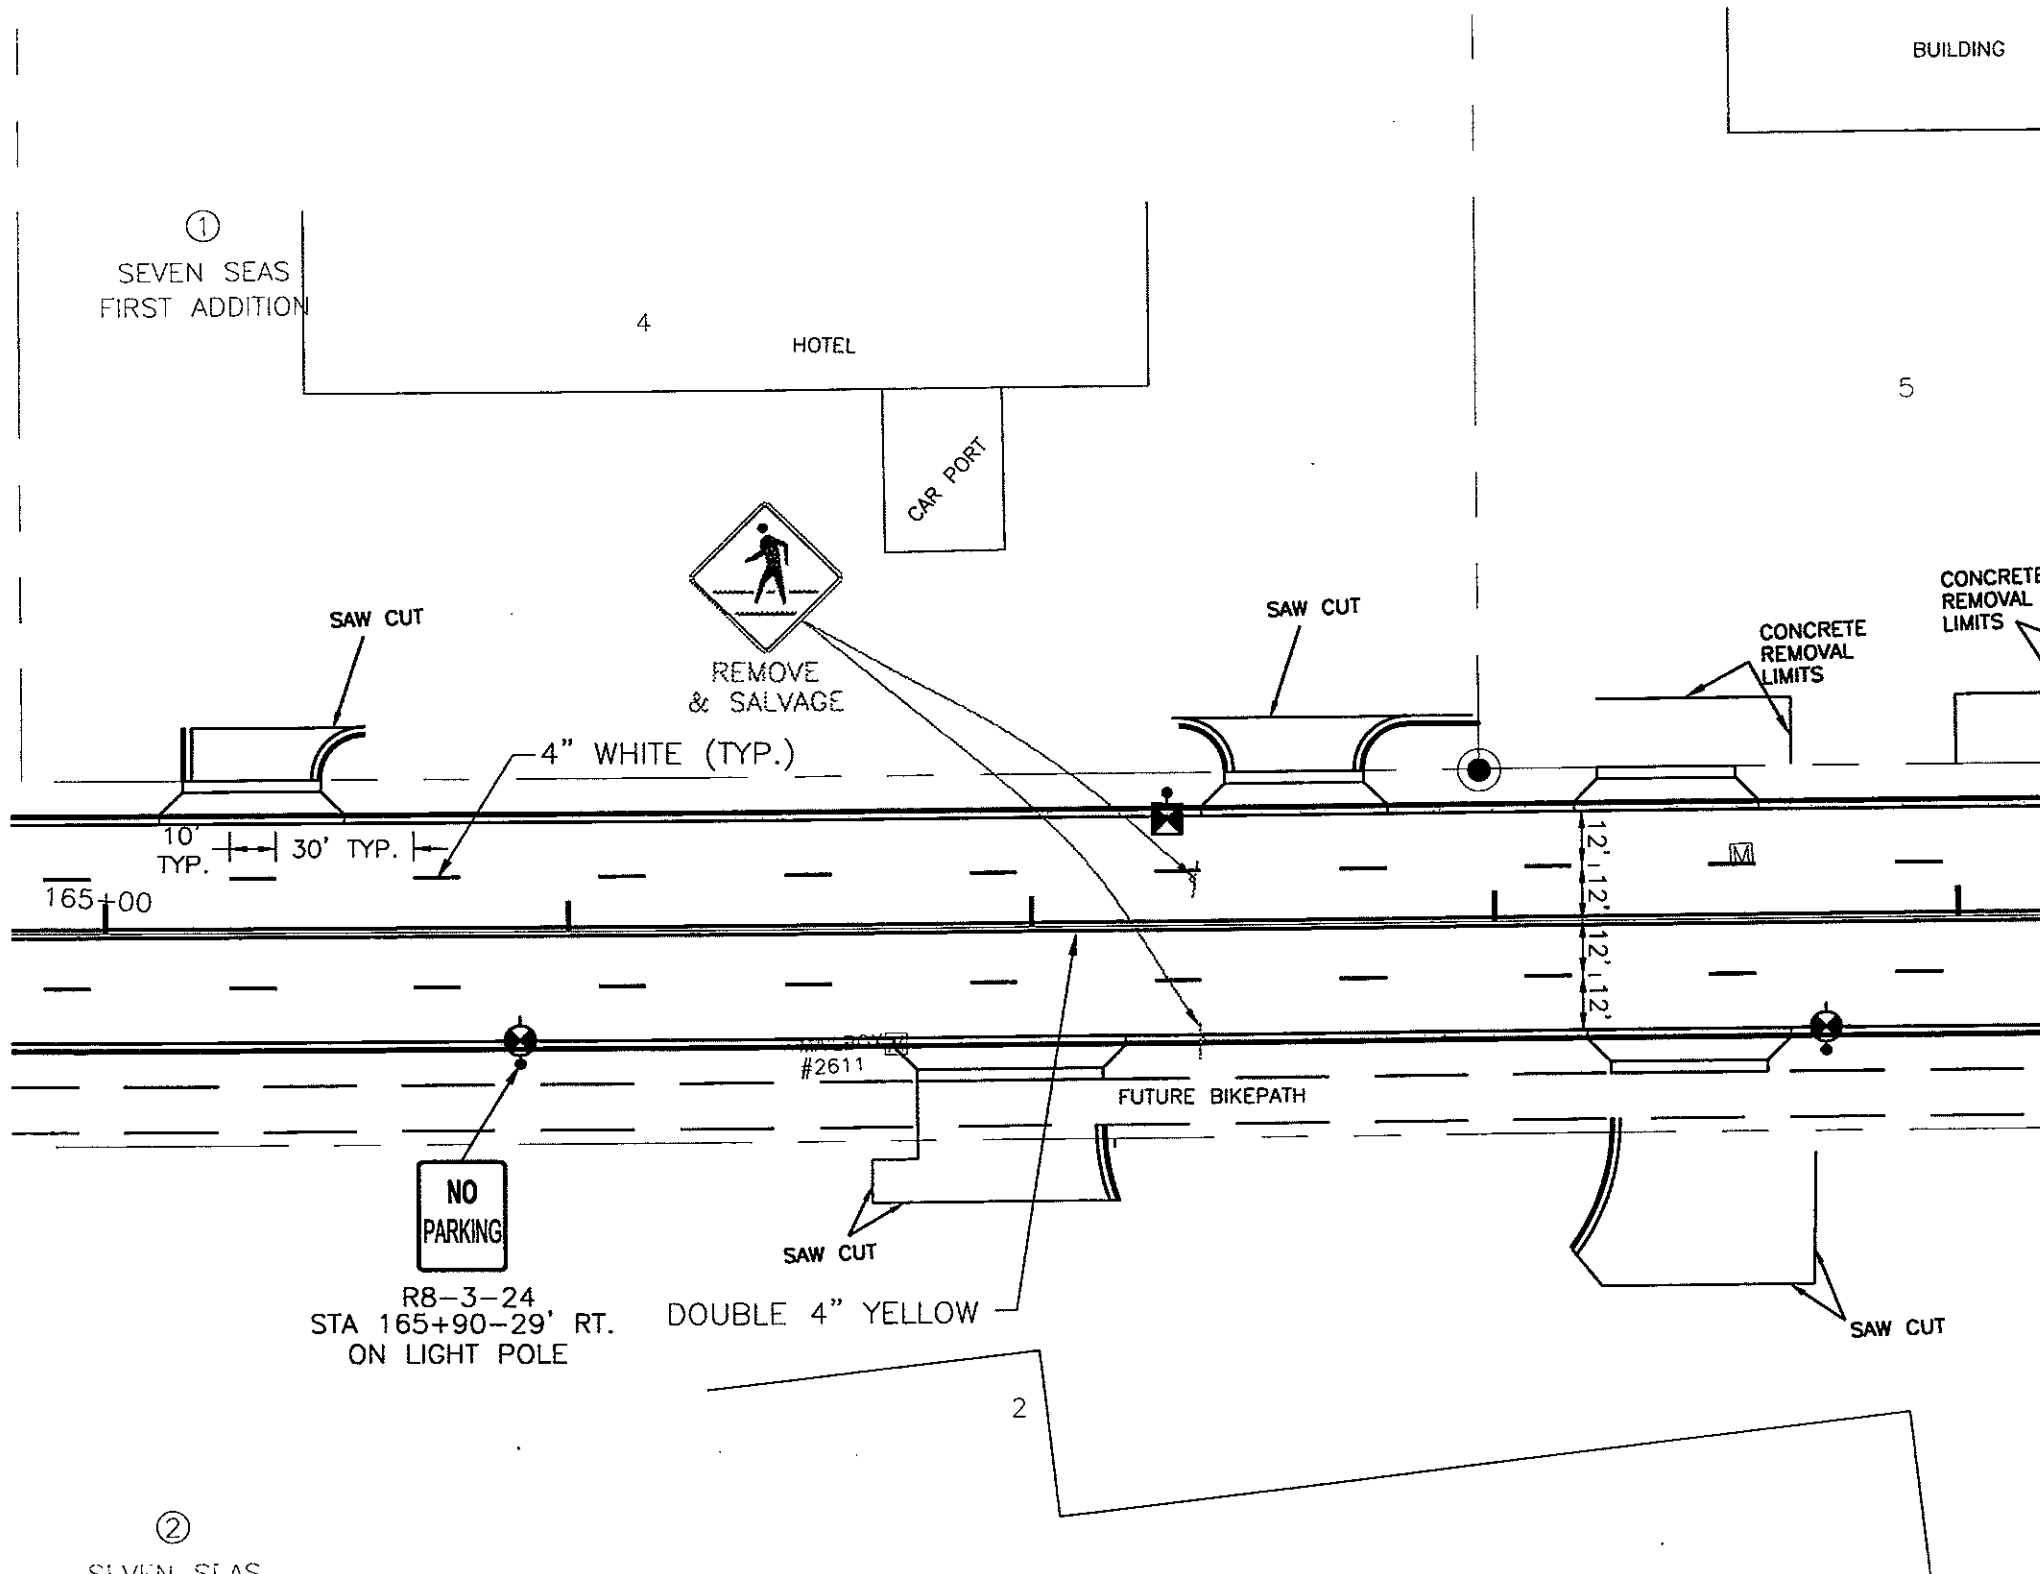 BUILDING
①
SEVEN SEAS
FIRST ADDITION
4
HOTEL
5
CAR PORT
SAW CUT
REMOVE
& SALVAGE
SAW CUT
CONCRETE
REMOVAL
LIMITS
CONCRETE
REMOVAL
LIMITS
4" WHITE (TYP.)
10'
TYP.
30' TYP.
12'
12'
12'
12'
M
165+00
#2611
FUTURE BIKEPATH
NO
PARKING
R8-3-24
STA 165+90-29' RT.
ON LIGHT POLE
SAW CUT
DOUBLE 4" YELLOW
SAW CUT
2
②
SEVEN SEAS